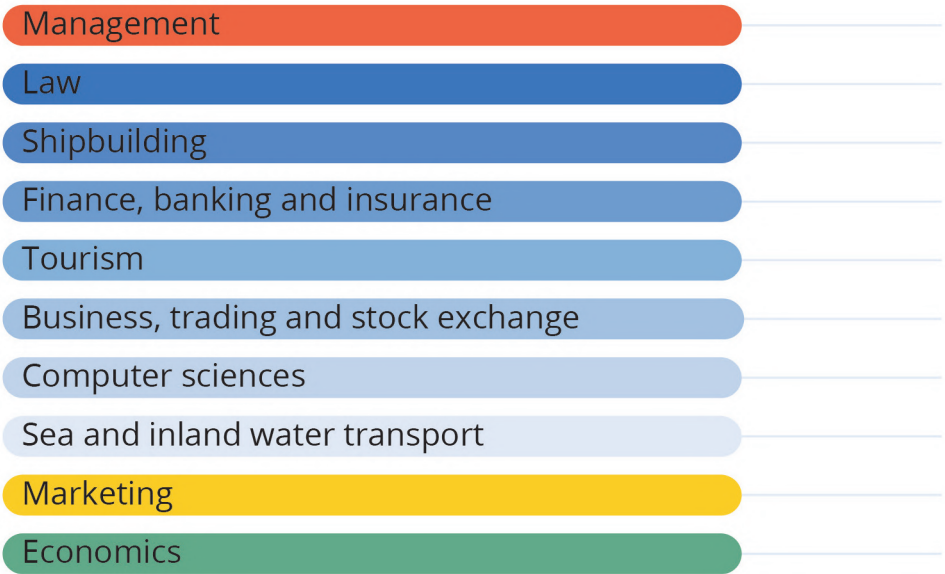 Management
Law
Shipbuilding
Finance, banking and insurance
Tourism
Business, trading and stock exchange
Computer sciences
Sea and inland water transport
Marketing
Economics